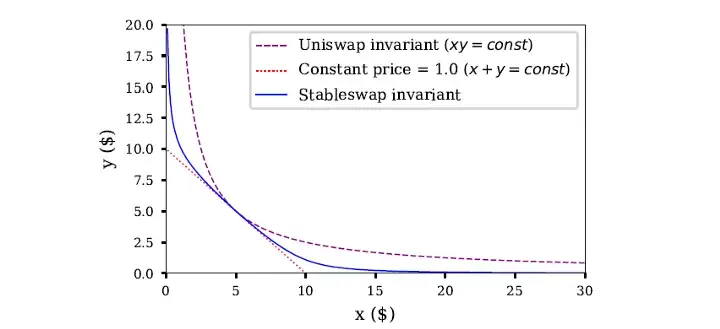 20.0
17.5
15.0
12.5
10.0
7.5
5.0
2.5
0.0
y ($)
Uniswap invariant (xy = const)
Constant price = 1.0 (x + y = const)
Stableswap invariant
0 5 10 15 20 25 30
x ($)